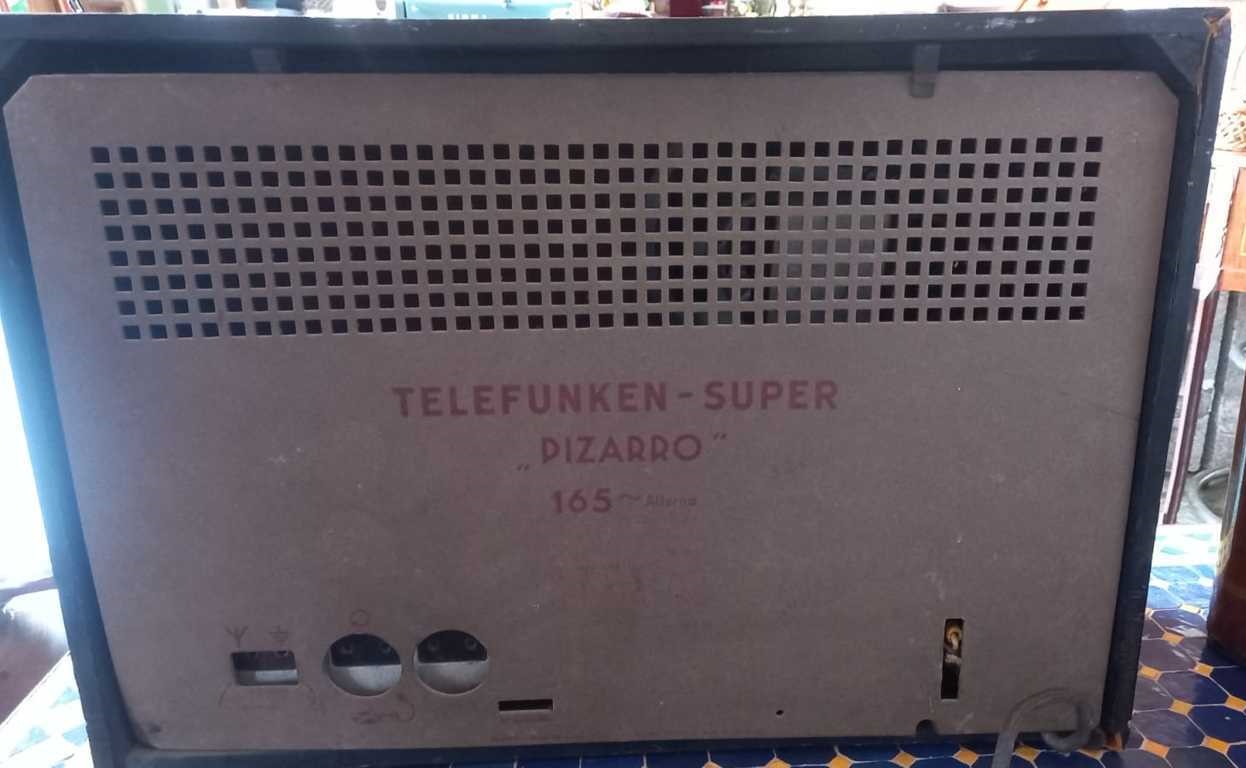 TELEFUNKEN - SUPER
„PIZARRO“
165 ~ Alterna